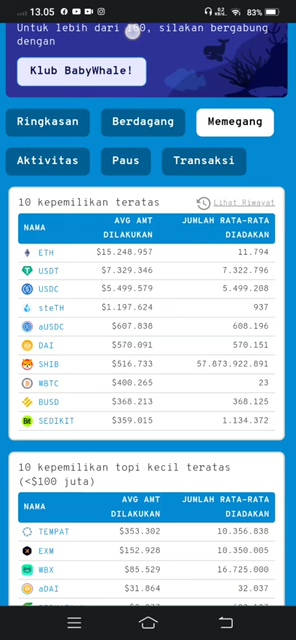 13.05
0.2
KB/s
83%
Untuk lebih dari 100, silakan bergabung
dengan
Klub BabyWhale!
Ringkasan Berdagang Memegang
Aktivitas Paus Transaksi
10 kepemilikan teratas Lihat Riwayat
NAMA AVG AMT DILAKUKAN JUMLAH RATA-RATA DIADAKAN
ETH $15.248.957 11.794
USDT $7.329.346 7.322.796
USDC $5.499.579 5.499.208
steTH $1.197.624 937
aUSDC $607.838 608.196
DAI $570.091 570.151
SHIB $516.733 57.873.922.891
WBTC $400.265 23
BUSD $368.213 368.125
SEDIKIT $359.015 1.134.372
10 kepemilikan topi kecil teratas
(<$100 juta)
NAMA AVG AMT DILAKUKAN JUMLAH RATA-RATA DIADAKAN
TEMPAT $353.302 10.356.838
EXM $152.928 10.350.005
WBX $85.529 16.725.000
aDAI $31.864 32.037